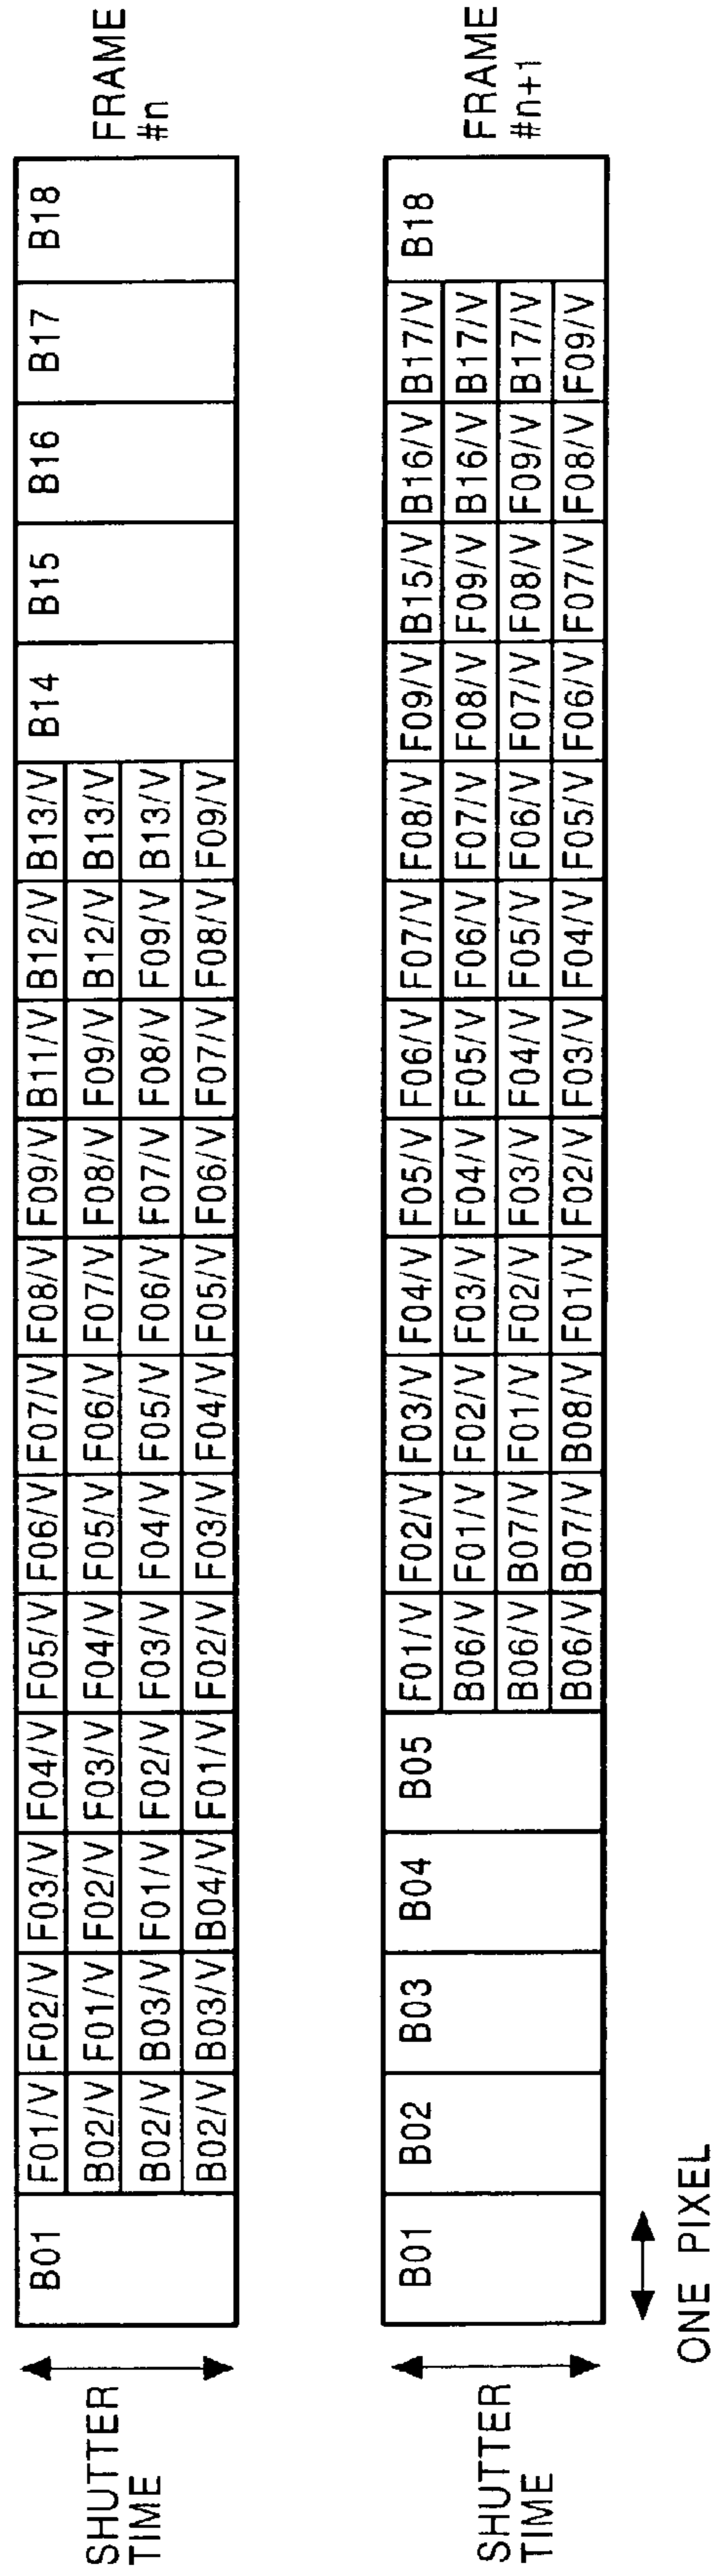 SHUTTER
TIME
B01 F01/V F02/V F03/V F04/V F05/V F06/V F07/V F08/V F09/V B11/V B12/V B13/V B14 B15 B16 B17 B18
B02/V F01/V F02/V F03/V F04/V F05/V F06/V F07/V F08/V F09/V B12/V B13/V
B02/V B03/V F01/V F02/V F03/V F04/V F05/V F06/V F07/V F08/V F09/V B13/V
B02/V B03/V B04/V F01/V F02/V F03/V F04/V F05/V F06/V F07/V F08/V F09/V
FRAME
#n
SHUTTER
TIME
B01 B02 B03 B04 B05 F01/V F02/V F03/V F04/V F05/V F06/V F07/V F08/V F09/V B15/V B16/V B17/V B18
B06/V F01/V F02/V F03/V F04/V F05/V F06/V F07/V F08/V F09/V B16/V B17/V
B06/V B07/V F01/V F02/V F03/V F04/V F05/V F06/V F07/V F08/V F09/V B17/V
B06/V B07/V B08/V F01/V F02/V F03/V F04/V F05/V F06/V F07/V F08/V F09/V
FRAME
#n+1
ONE PIXEL